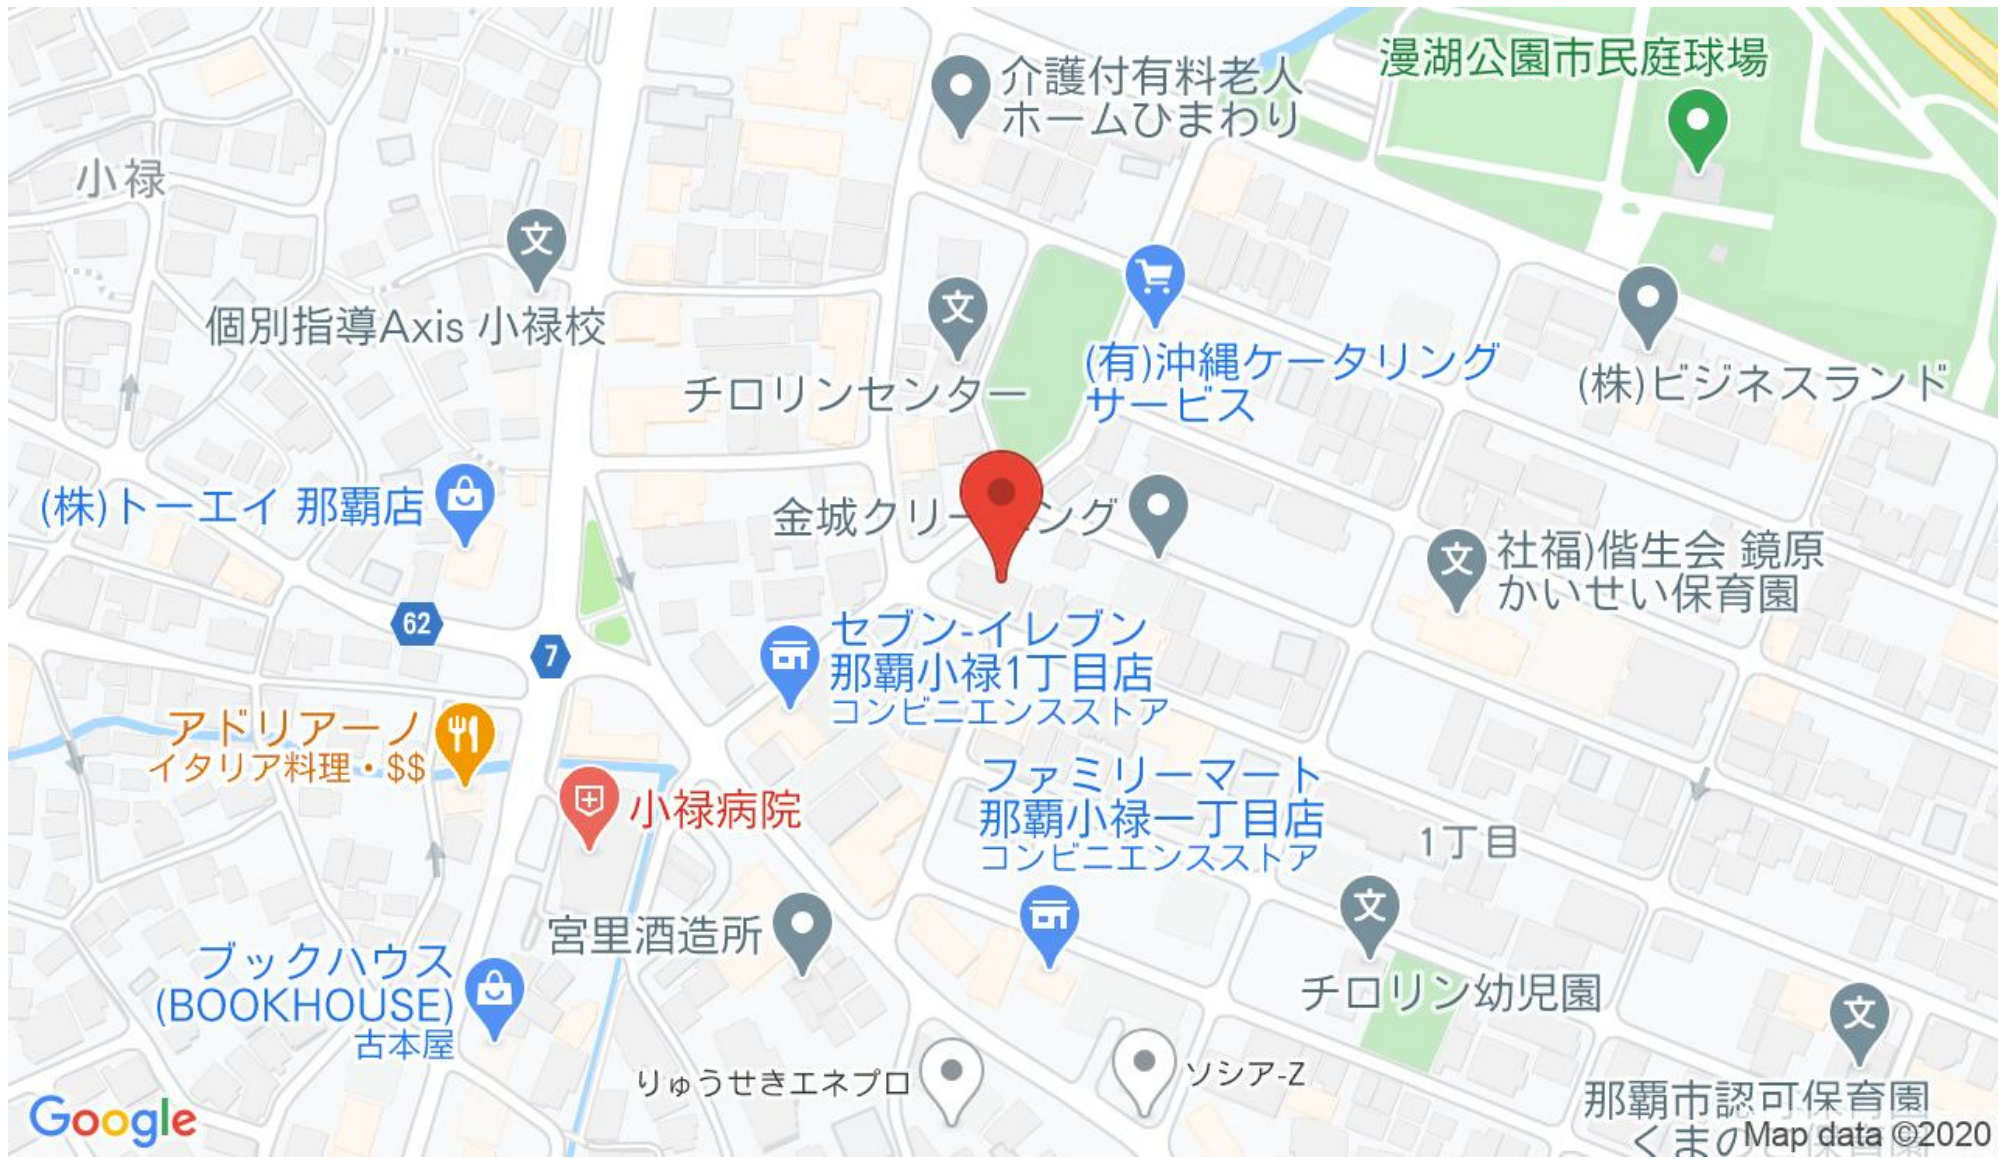 介護付有料老人
ホームひまわり
漫湖公園市民庭球場
小禄
文
個別指導Axis 小禄校
文
チロリンセンター
(有)沖縄ケータリング
サービス
(株)ビジネスランド
(株)トーエイ 那覇店
金城クリ
ング
文
社福)偕生会 鏡原
かいせい保育園
62
7
セブン-イレブン
那覇小禄1丁目店
コンビニエンスストア
アドリアーノ
イタリア料理・$$
小禄病院
ファミリーマート
那覇小禄一丁目店
コンビニエンスストア
1丁目
文
チロリン幼児園
宮里酒造所
ブックハウス
(BOOKHOUSE)
古本屋
りゅうせきエネプロ
ソシア-Z
文
那覇市認可保育園
くまの
Google
Map data ©2020